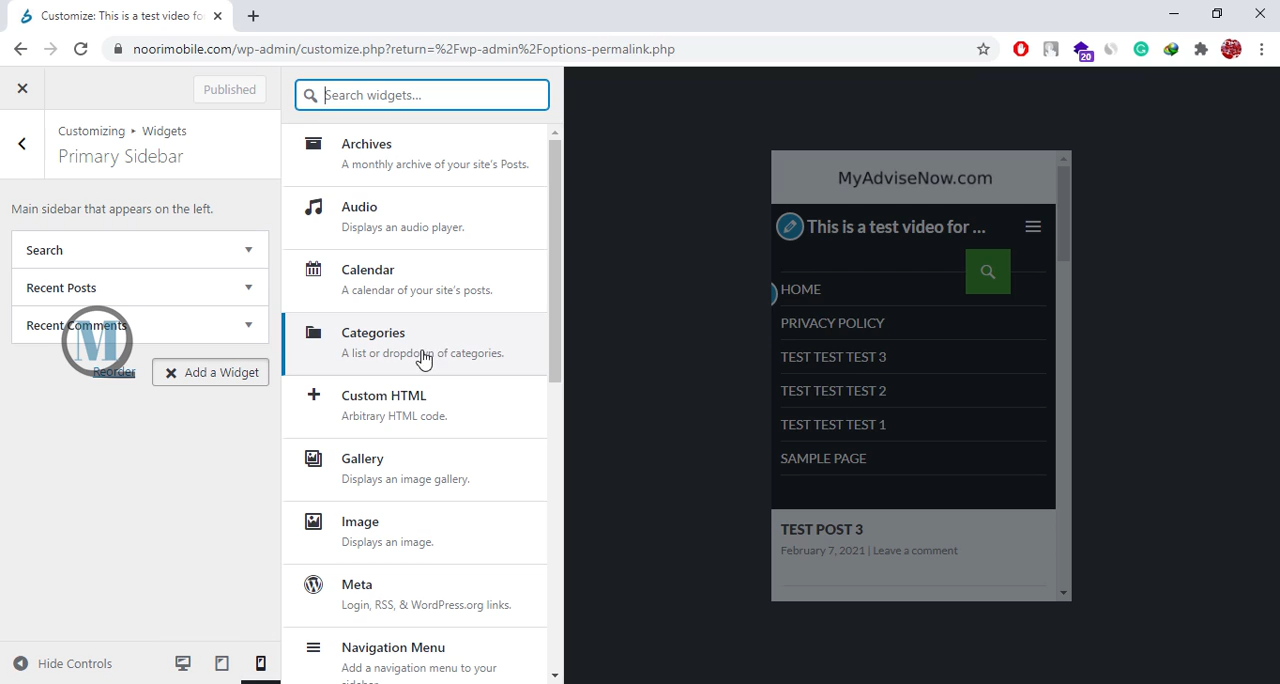 Customize: This is a test video fo
noorimobile.com/wp-admin/customize.php?return=%2Fwp-admin%2Foptions-permalink.php
20
Published
Customizing ▸ Widgets
Primary Sidebar
Main sidebar that appears on the left.
Search
Recent Posts
Recent Comments
M
Reorder
Add a Widget
Hide Controls
Search widgets...
Archives
A monthly archive of your site's Posts.
Audio
Displays an audio player.
Calendar
A calendar of your site's posts.
Categories
A list or dropdown of categories.
Custom HTML
Arbitrary HTML code.
Gallery
Displays an image gallery.
Image
Displays an image.
Meta
Login, RSS, & WordPress.org links.
Navigation Menu
Add a navigation menu to your
sidebar.
MyAdviseNow.com
This is a test video for ...
HOME
PRIVACY POLICY
TEST TEST TEST 3
TEST TEST TEST 2
TEST TEST TEST 1
SAMPLE PAGE
TEST POST 3
February 7, 2021 | Leave a comment